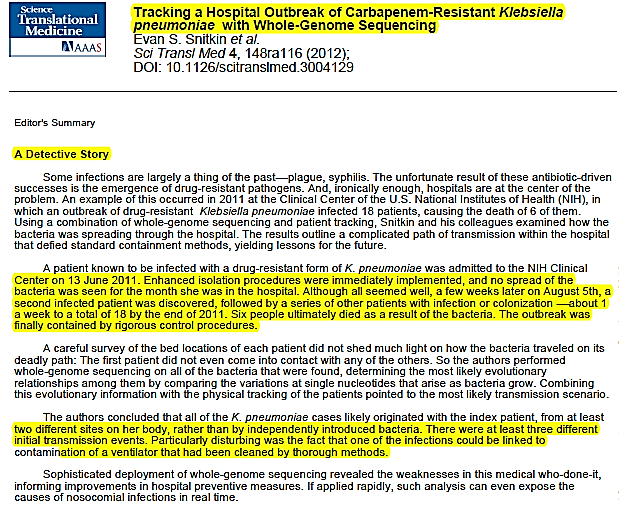 Science
Translational
Medicine
AAAS
Tracking a Hospital Outbreak of Carbapenem-Resistant Klebsiella
pneumoniae with Whole-Genome Sequencing
Evan S. Snitkin et al.
Sci Transl Med 4, 148ra116 (2012);
DOI: 10.1126/scitranslmed.3004129
Editor's Summary
A Detective Story
Some infections are largely a thing of the past—plague, syphilis. The unfortunate result of these antibiotic-driven
successes is the emergence of drug-resistant pathogens. And, ironically enough, hospitals are at the center of the
problem. An example of this occurred in 2011 at the Clinical Center of the U.S. National Institutes of Health (NIH), in
which an outbreak of drug-resistant Klebsiella pneumoniae infected 18 patients, causing the death of 6 of them.
Using a combination of whole-genome sequencing and patient tracking, Snitkin and his colleagues examined how the
bacteria was spreading through the hospital. The results outline a complicated path of transmission within the hospital
that defied standard containment methods, yielding lessons for the future.
A patient known to be infected with a drug-resistant form of K. pneumoniae was admitted to the NIH Clinical
Center on 13 June 2011. Enhanced isolation procedures were immediately implemented, and no spread of the
bacteria was seen for the month she was in the hospital. Although all seemed well, a few weeks later on August 5th, a
second infected patient was discovered, followed by a series of other patients with infection or colonization —about 1
a week to a total of 18 by the end of 2011. Six people ultimately died as a result of the bacteria. The outbreak was
finally contained by rigorous control procedures.
A careful survey of the bed locations of each patient did not shed much light on how the bacteria traveled on its
deadly path: The first patient did not even come into contact with any of the others. So the authors performed
whole-genome sequencing on all of the bacteria that were found, determining the most likely evolutionary
relationships among them by comparing the variations at single nucleotides that arise as bacteria grow. Combining
this evolutionary information with the physical tracking of the patients pointed to the most likely transmission scenario.
The authors concluded that all of the K. pneumoniae cases likely originated with the index patient, from at least
two different sites on her body, rather than by independently introduced bacteria. There were at least three different
initial transmission events. Particularly disturbing was the fact that one of the infections could be linked to
contamination of a ventilator that had been cleaned by thorough methods.
Sophisticated deployment of whole-genome sequencing revealed the weaknesses in this medical who-done-it,
informing improvements in hospital preventive measures. If applied rapidly, such analysis can even expose the
causes of nosocomial infections in real time.